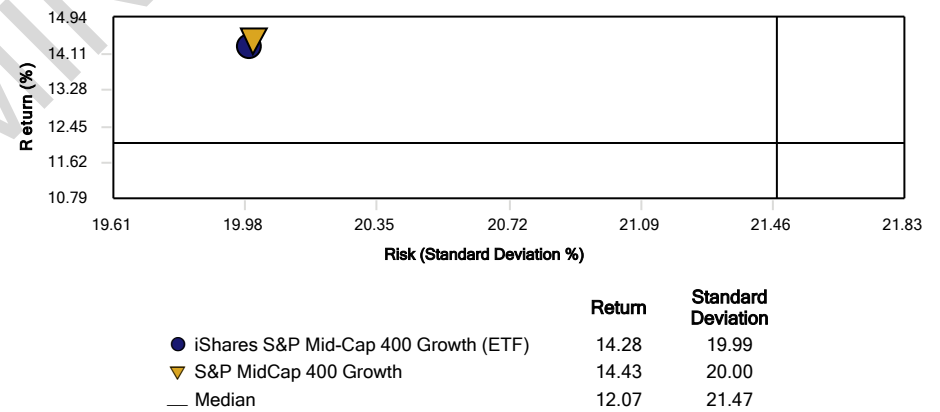 14.94
14.11
13.28
12.45
11.62
10.79
Return (%)
19.61 19.98 20.35 20.72 21.09 21.46 21.83
Risk (Standard Deviation %)
Return Standard Deviation
iShares S&P Mid-Cap 400 Growth (ETF) 14.28 19.99
S&P MidCap 400 Growth 14.43 20.00
Median 12.07 21.47